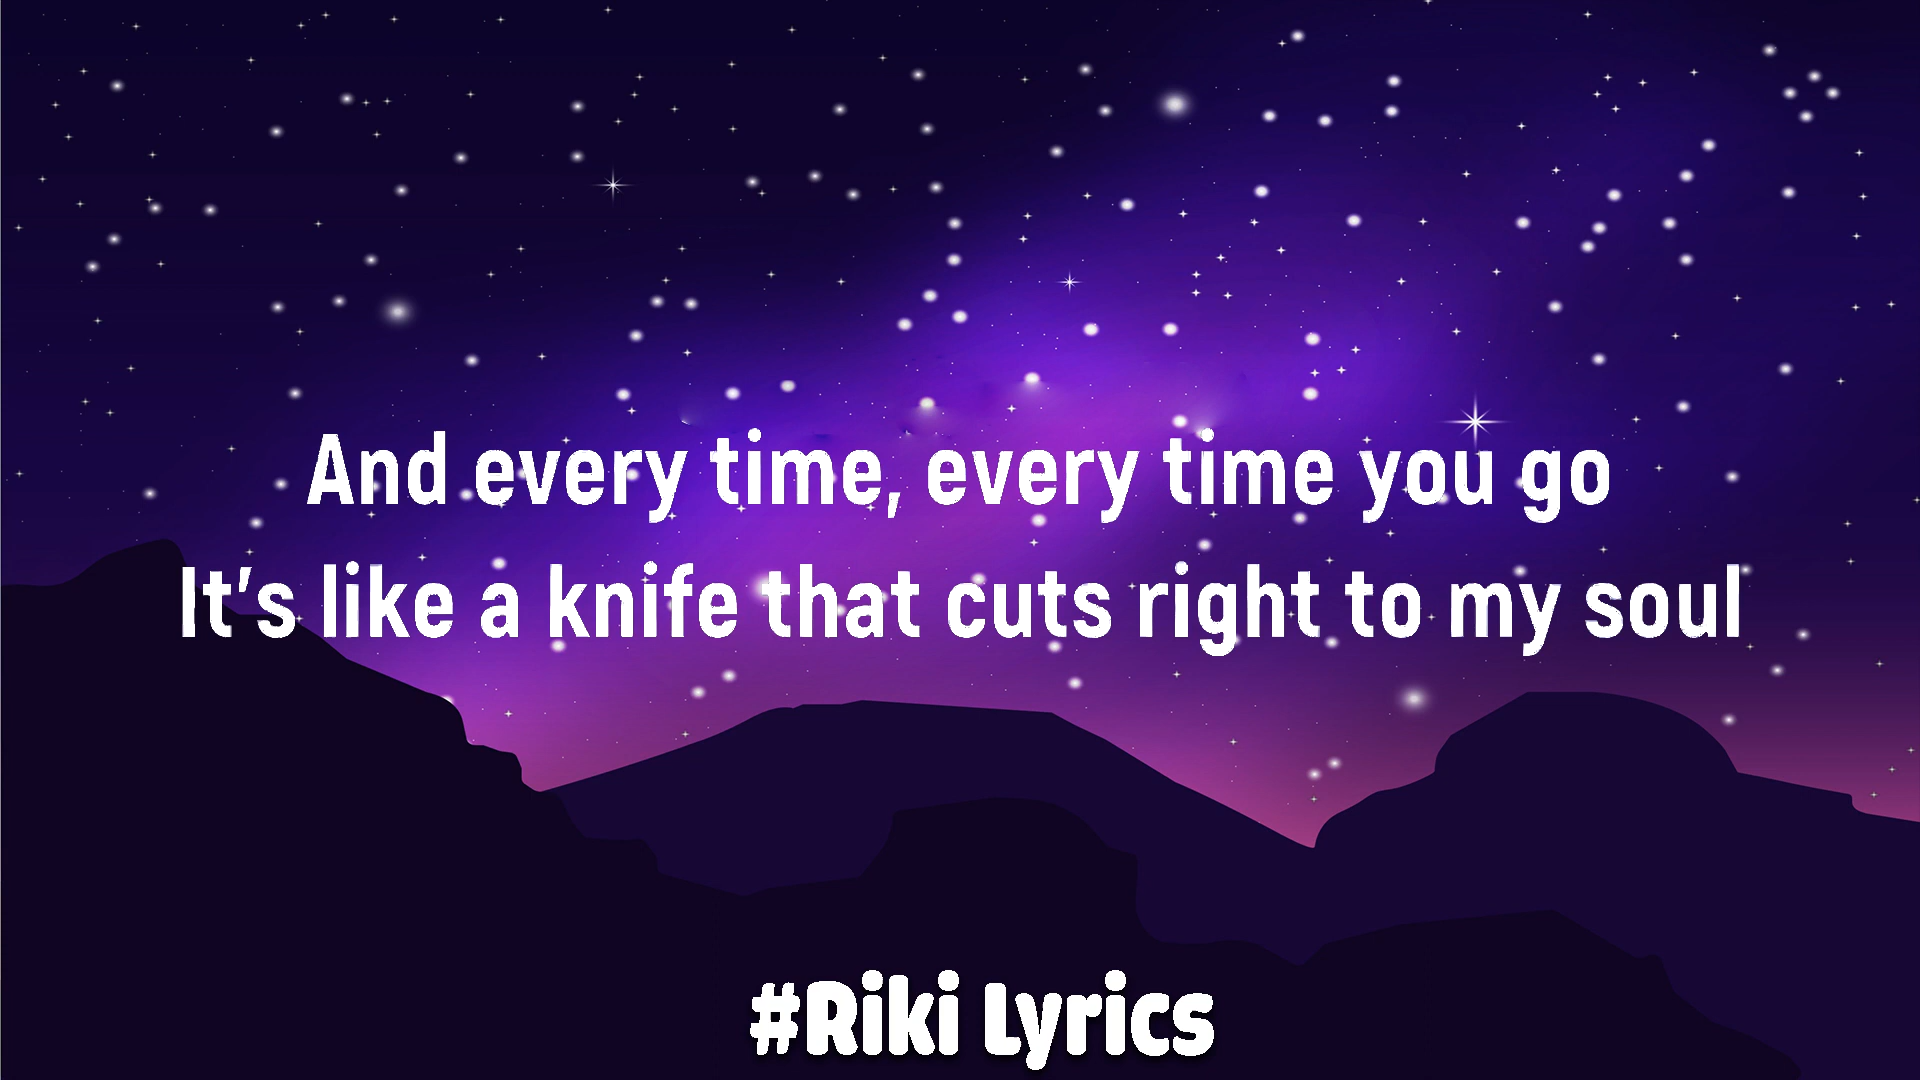 And every time, every time you go
It's like a knife that cuts right to my soul
#Riki Lyrics